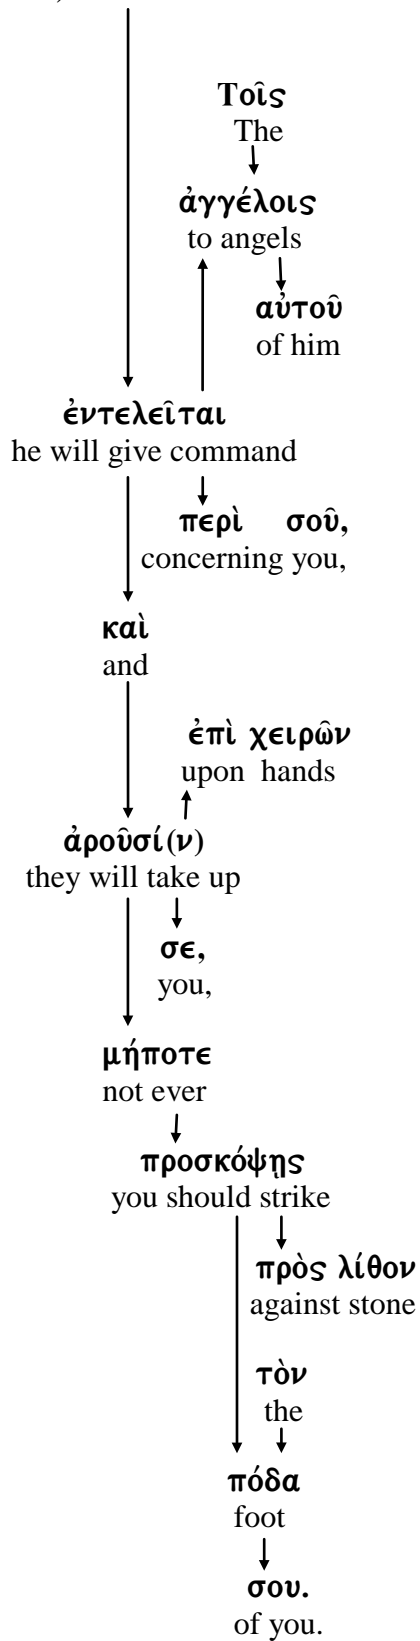 Τοῖς
The
ἀγγέλοις
to angels
αὐτοῦ
of him
ἐντελεῖται
he will give command
περὶ σοῦ,
concerning you,
καὶ
and
ἐπὶ χειρῶν
upon hands
ἀροῦσί(ν)
they will take up
σε,
you,
μήποτε
not ever
προσκόψῃς
you should strike
πρὸς λίθον
against stone
τὸν
the
πόδα
foot
σου.
of you.